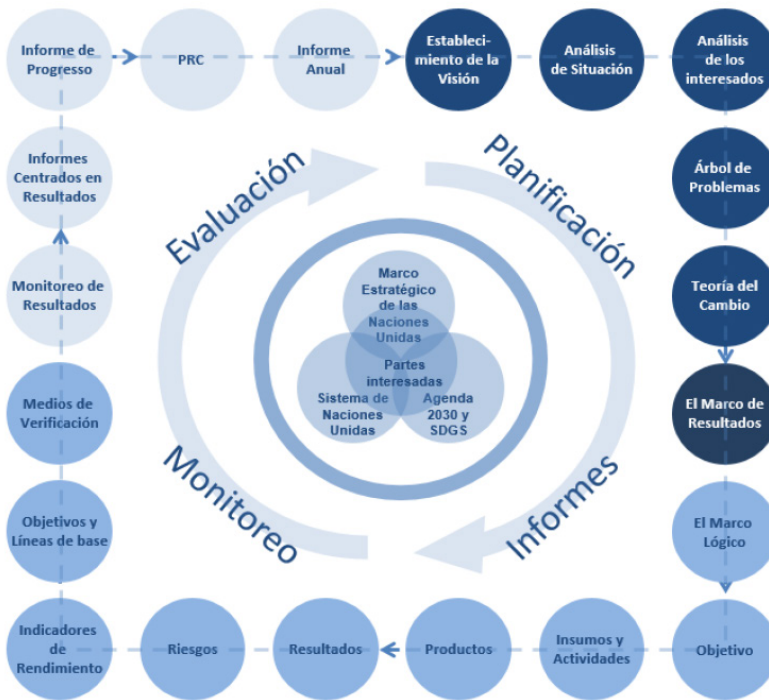 Informe de
Progresso
PRC
Informe
Anual
Estableci-
miento de la
Visión
Análisis
de Situación
Análisis
de los
interesados
Informes
Centrados en
Resultados
Árbol de
Problemas
Monitoreo de
Resultados
Teoría del
Cambio
Medios de
Verificación
El Marco de
Resultados
Objetivos y
Líneas de base
El Marco
Lógico
Indicadores
de
Rendimiento
Riesgos
Resultados
Productos
Insumos y
Actividades
Objetivo
Evaluación
Planificación
Monitoreo
Informes
Marco
Estratégico
de las
Naciones
Unidas
Partes
interesadas
Sistema de
Naciones
Unidas
Agenda
2030 y
SDGS